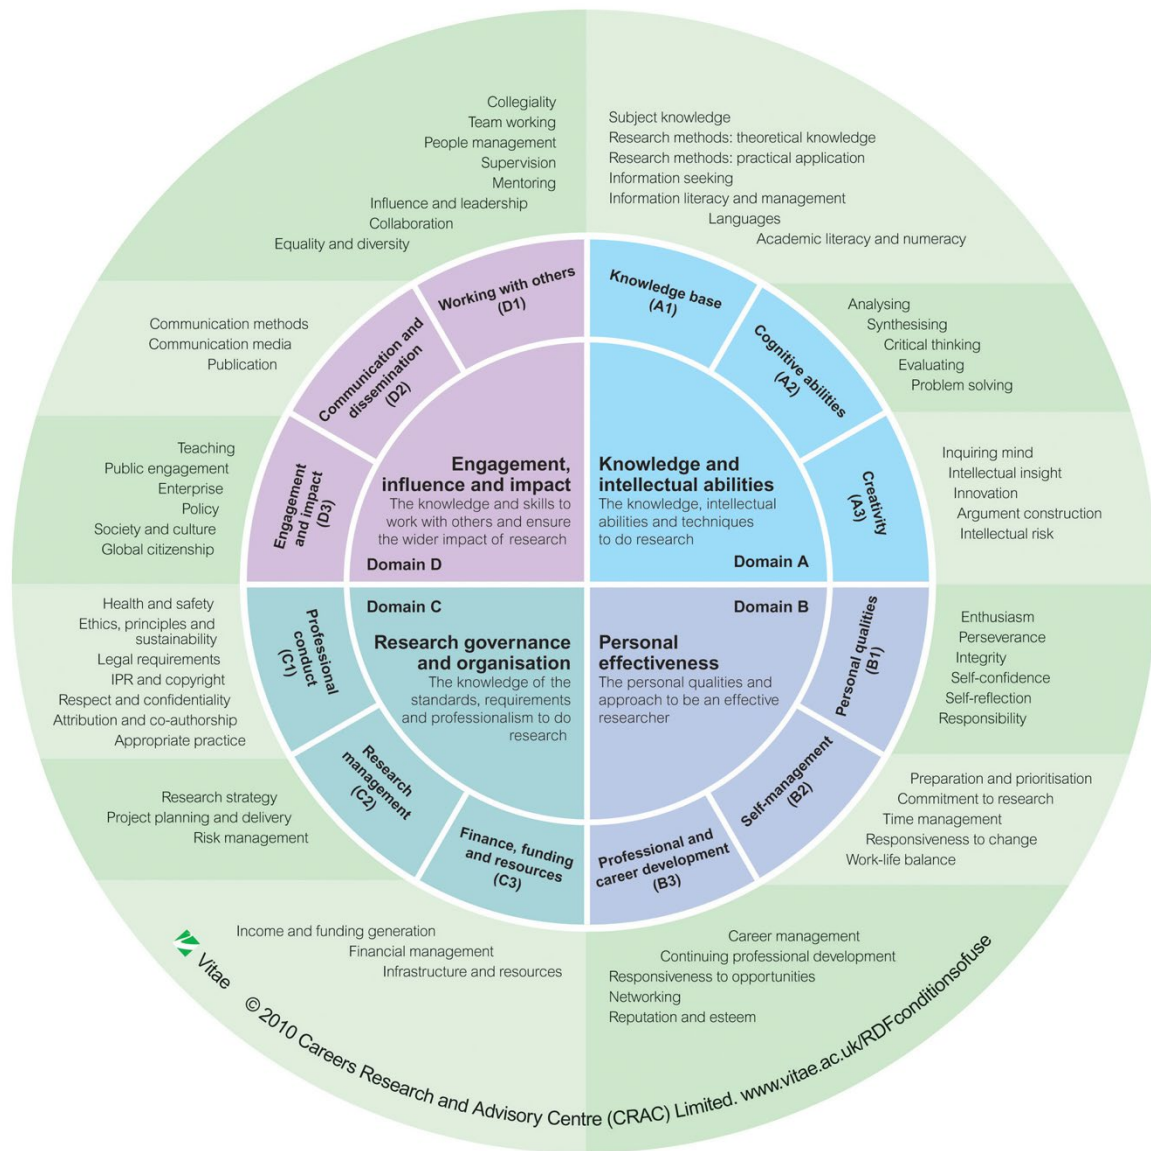 Collegiality
Team working
People management
Supervision
Mentoring
Influence and leadership
Collaboration
Equality and diversity
Subject knowledge
Research methods: theoretical knowledge
Research methods: practical application
Information seeking
Information literacy and management
Languages
Academic literacy and numeracy
Working with others
(D1)
Knowledge base
(A1)
Communication methods
Communication media
Publication
Communication and
dissemination
(D2)
Cognitive abilities
(A2)
Analysing
Synthesising
Critical thinking
Evaluating
Problem solving
Teaching
Public engagement
Enterprise
Policy
Society and culture
Global citizenship
Engagement
and impact
(D3)
Engagement,
influence and impact
The knowledge and skills to
work with others and ensure
the wider impact of research
Domain D
Knowledge and
intellectual abilities
The knowledge, intellectual
abilities and techniques
to do research
Domain A
Creativity
(A3)
Inquiring mind
Intellectual insight
Innovation
Argument construction
Intellectual risk
Health and safety
Ethics, principles and
sustainability
Legal requirements
IPR and copyright
Respect and confidentiality
Attribution and co-authorship
Appropriate practice
Professional
conduct
(C1)
Domain C
Research governance
and organisation
The knowledge of the
standards, requirements
and professionalism to do
research
Domain B
Personal
effectiveness
The personal qualities and
approach to be an effective
researcher
Personal qualities
(B1)
Enthusiasm
Perseverance
Integrity
Self-confidence
Self-reflection
Responsibility
Research strategy
Project planning and delivery
Risk management
Research
management
(C2)
Self-management
(B2)
Preparation and prioritisation
Commitment to research
Time management
Responsiveness to change
Work-life balance
Finance, funding
and resources
(C3)
Professional and
career development
(B3)
Income and funding generation
Financial management
Infrastructure and resources
Career management
Continuing professional development
Responsiveness to opportunities
Networking
Reputation and esteem
Vitae
© 2010 Careers Research and Advisory Centre (CRAC) Limited. www.vitae.ac.uk/RDFconditionsofuse